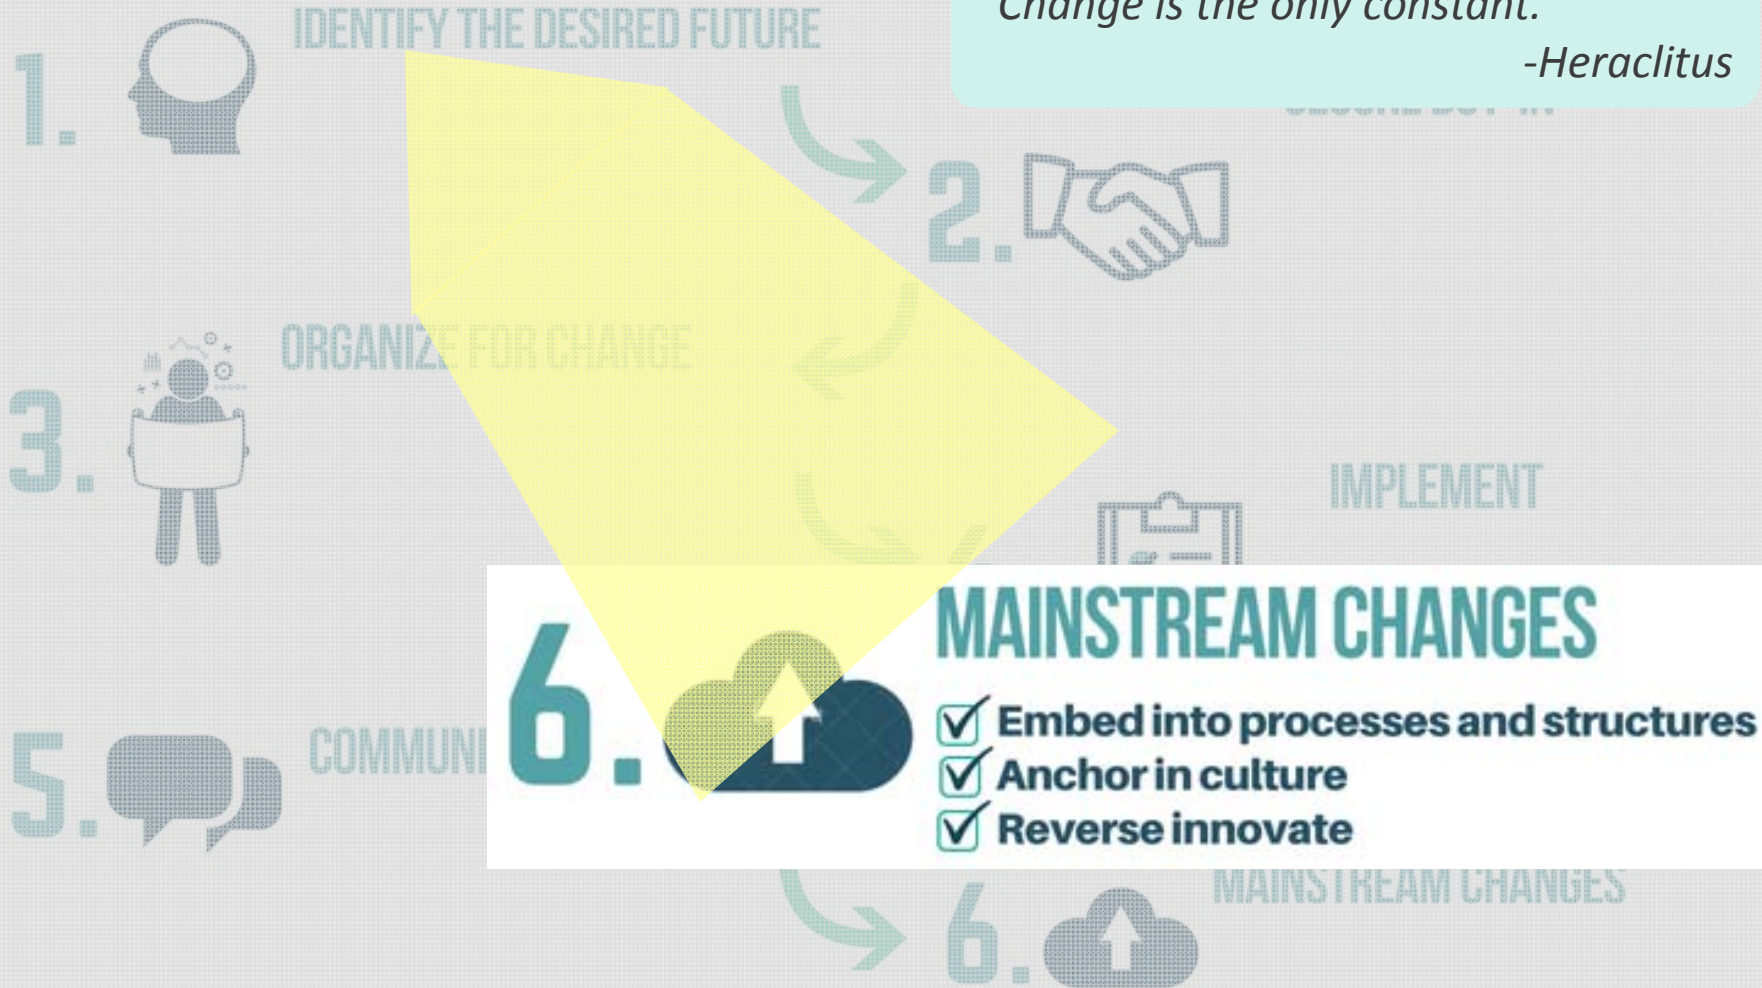 Change is the only constant.
-Heraclitus
1.
IDENTIFY THE DESIRED FUTURE
2.
3.
ORGANIZE FOR CHANGE
IMPLEMENT
5.
COMMUNI
6.
MAINSTREAM CHANGES
Embed into processes and structures
Anchor in culture
Reverse innovate
6.
MAINSTREAM CHANGES